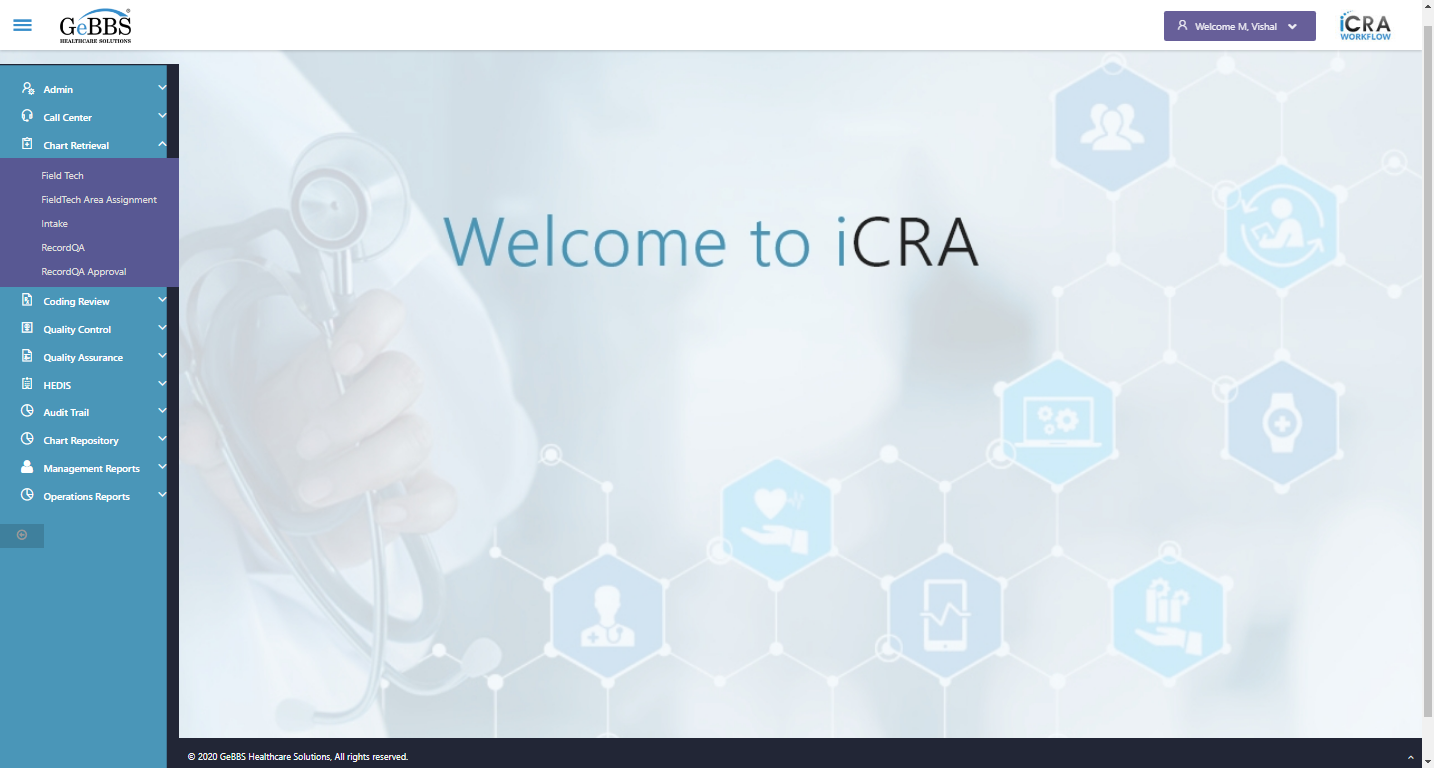 GeBBS®
HEALTHCARE SOLUTIONS
Welcome M, Vishal
iCRA
WORKFLOW
Admin
Call Center
Chart Retrieval
Field Tech
FieldTech Area Assignment
Intake
RecordQA
RecordQA Approval
Coding Review
Quality Control
Quality Assurance
HEDIS
Audit Trail
Chart Repository
Management Reports
Operations Reports
Welcome to iCRA
© 2020 GeBBS Healthcare Solutions, All rights reserved.